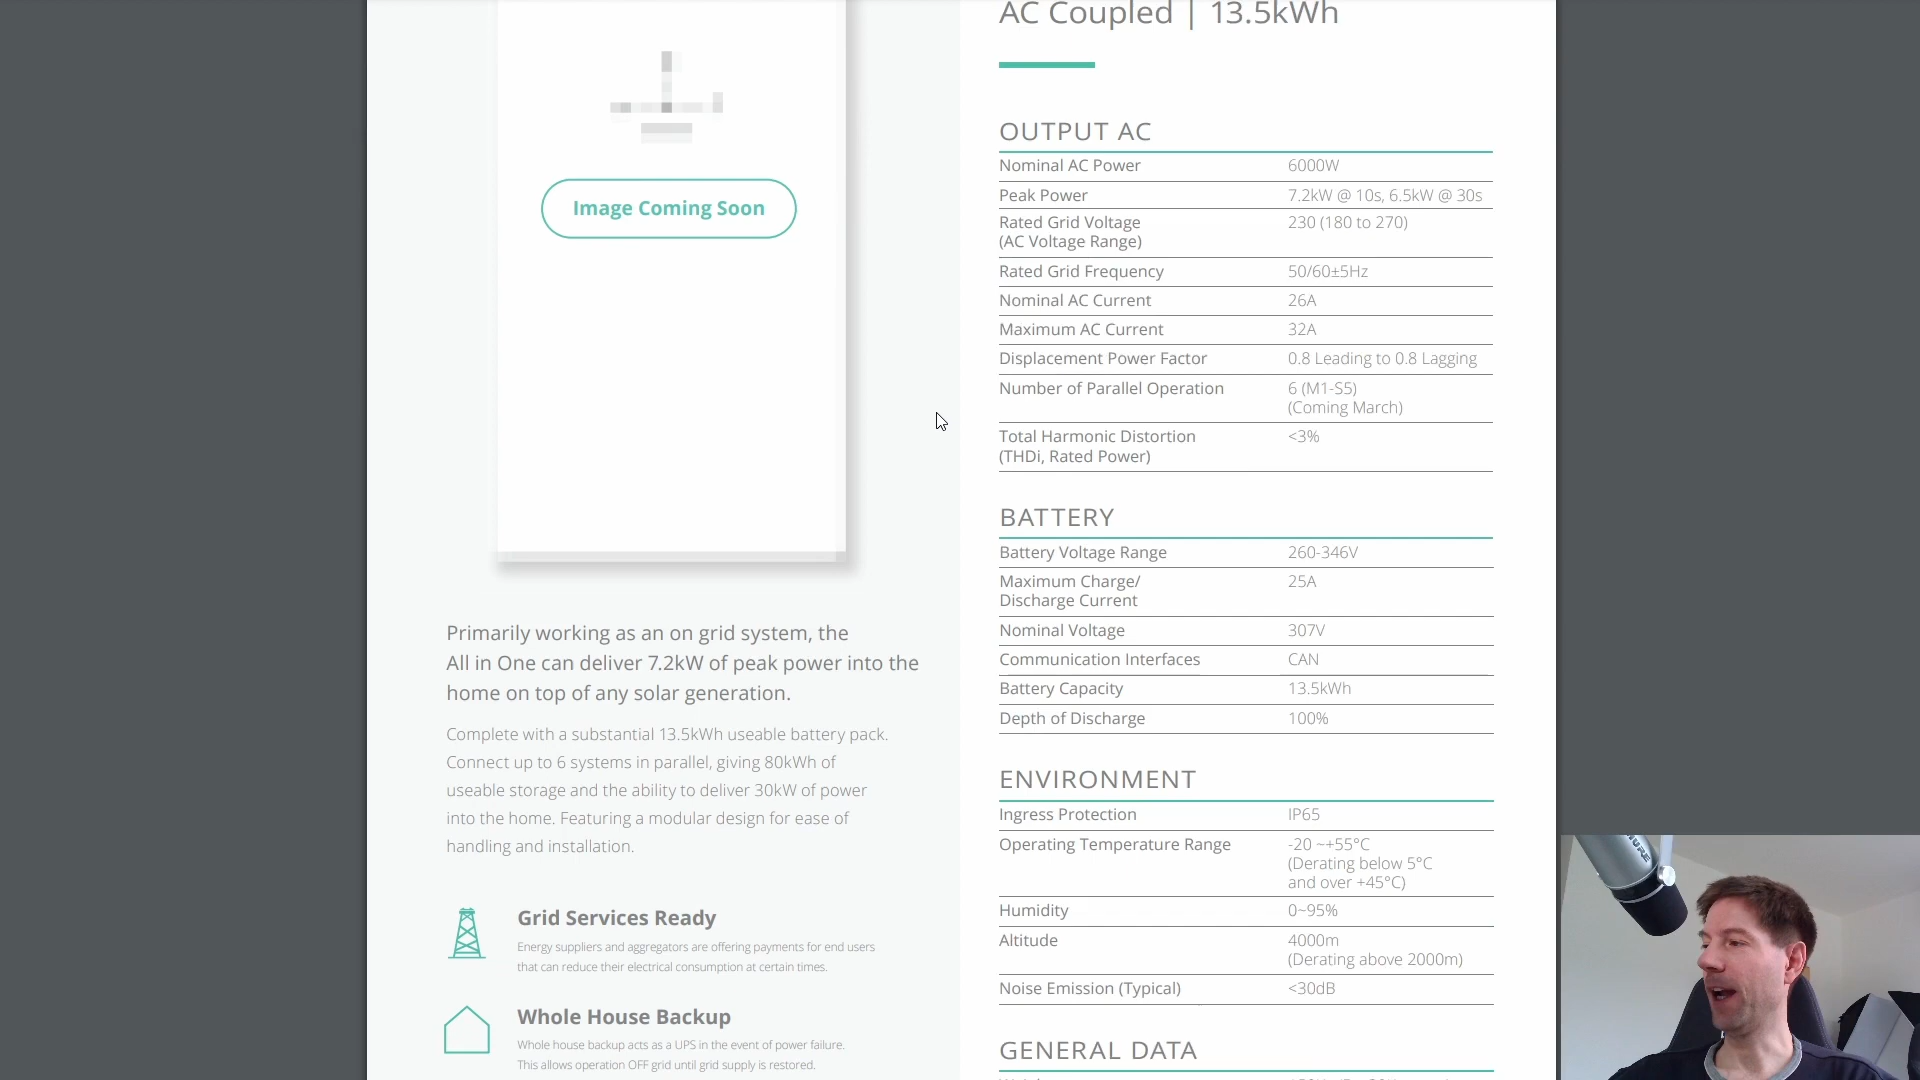 AC Coupled | 13.5kWh
Image Coming Soon
Primarily working as an on grid system, the
All in One can deliver 7.2kW of peak power into the
home on top of any solar generation.
Complete with a substantial 13.5kWh useable battery pack.
Connect up to 6 systems in parallel, giving 80kWh of
useable storage and the ability to deliver 30kW of power
into the home. Featuring a modular design for ease of
handling and installation.
Grid Services Ready
Energy suppliers and aggregators are offering payments for end users
that can reduce their electrical consumption at certain times.
Whole House Backup
Whole house backup acts as a UPS in the event of power failure.
This allows operation OFF grid until grid supply is restored.
OUTPUT AC
Nominal AC Power 6000W
Peak Power 7.2kW @ 10s, 6.5kW @ 30s
Rated Grid Voltage 230 (180 to 270)
(AC Voltage Range)
Rated Grid Frequency 50/60±5Hz
Nominal AC Current 26A
Maximum AC Current 32A
Displacement Power Factor 0.8 Leading to 0.8 Lagging
Number of Parallel Operation 6 (M1-S5)
(Coming March)
Total Harmonic Distortion <3%
(THDi, Rated Power)
BATTERY
Battery Voltage Range 260-346V
Maximum Charge/ 25A
Discharge Current
Nominal Voltage 307V
Communication Interfaces CAN
Battery Capacity 13.5kWh
Depth of Discharge 100%
ENVIRONMENT
Ingress Protection IP65
Operating Temperature Range -20 ~+55°C
(Derating below 5°C
and over +45°C)
Humidity 0~95%
Altitude 4000m
(Derating above 2000m)
Noise Emission (Typical) <30dB
GENERAL DATA